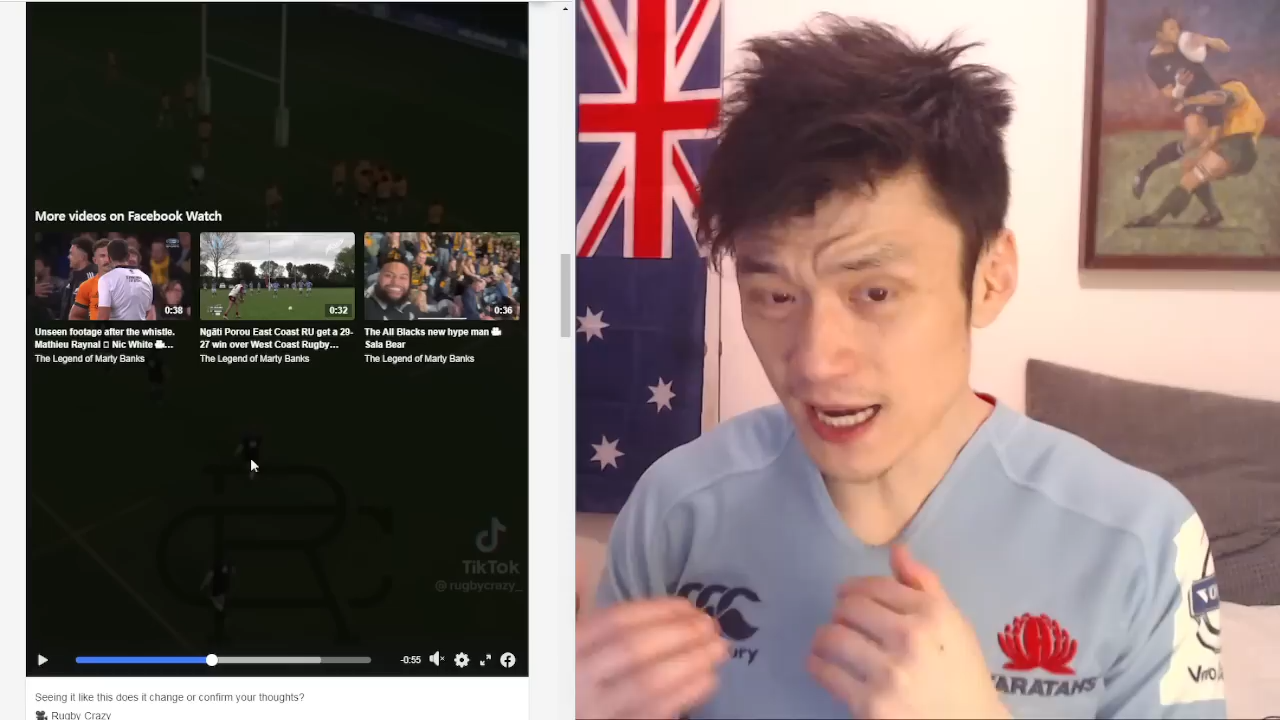 More videos on Facebook Watch
0:38
0:32
0:36
Unseen footage after the whistle.
Mathieu Raynal Nic White
Ngāti Porou East Coast RU get a 29-
27 win over West Coast Rugby...
The All Blacks new hype man
Sala Bear
The Legend of Marty Banks
The Legend of Marty Banks
The Legend of Marty Banks
TikTok
@rugbycrazy_
-0:55
Seeing it like this does it change or confirm your thoughts?
Rugby Crazy
ury
ARATAHS